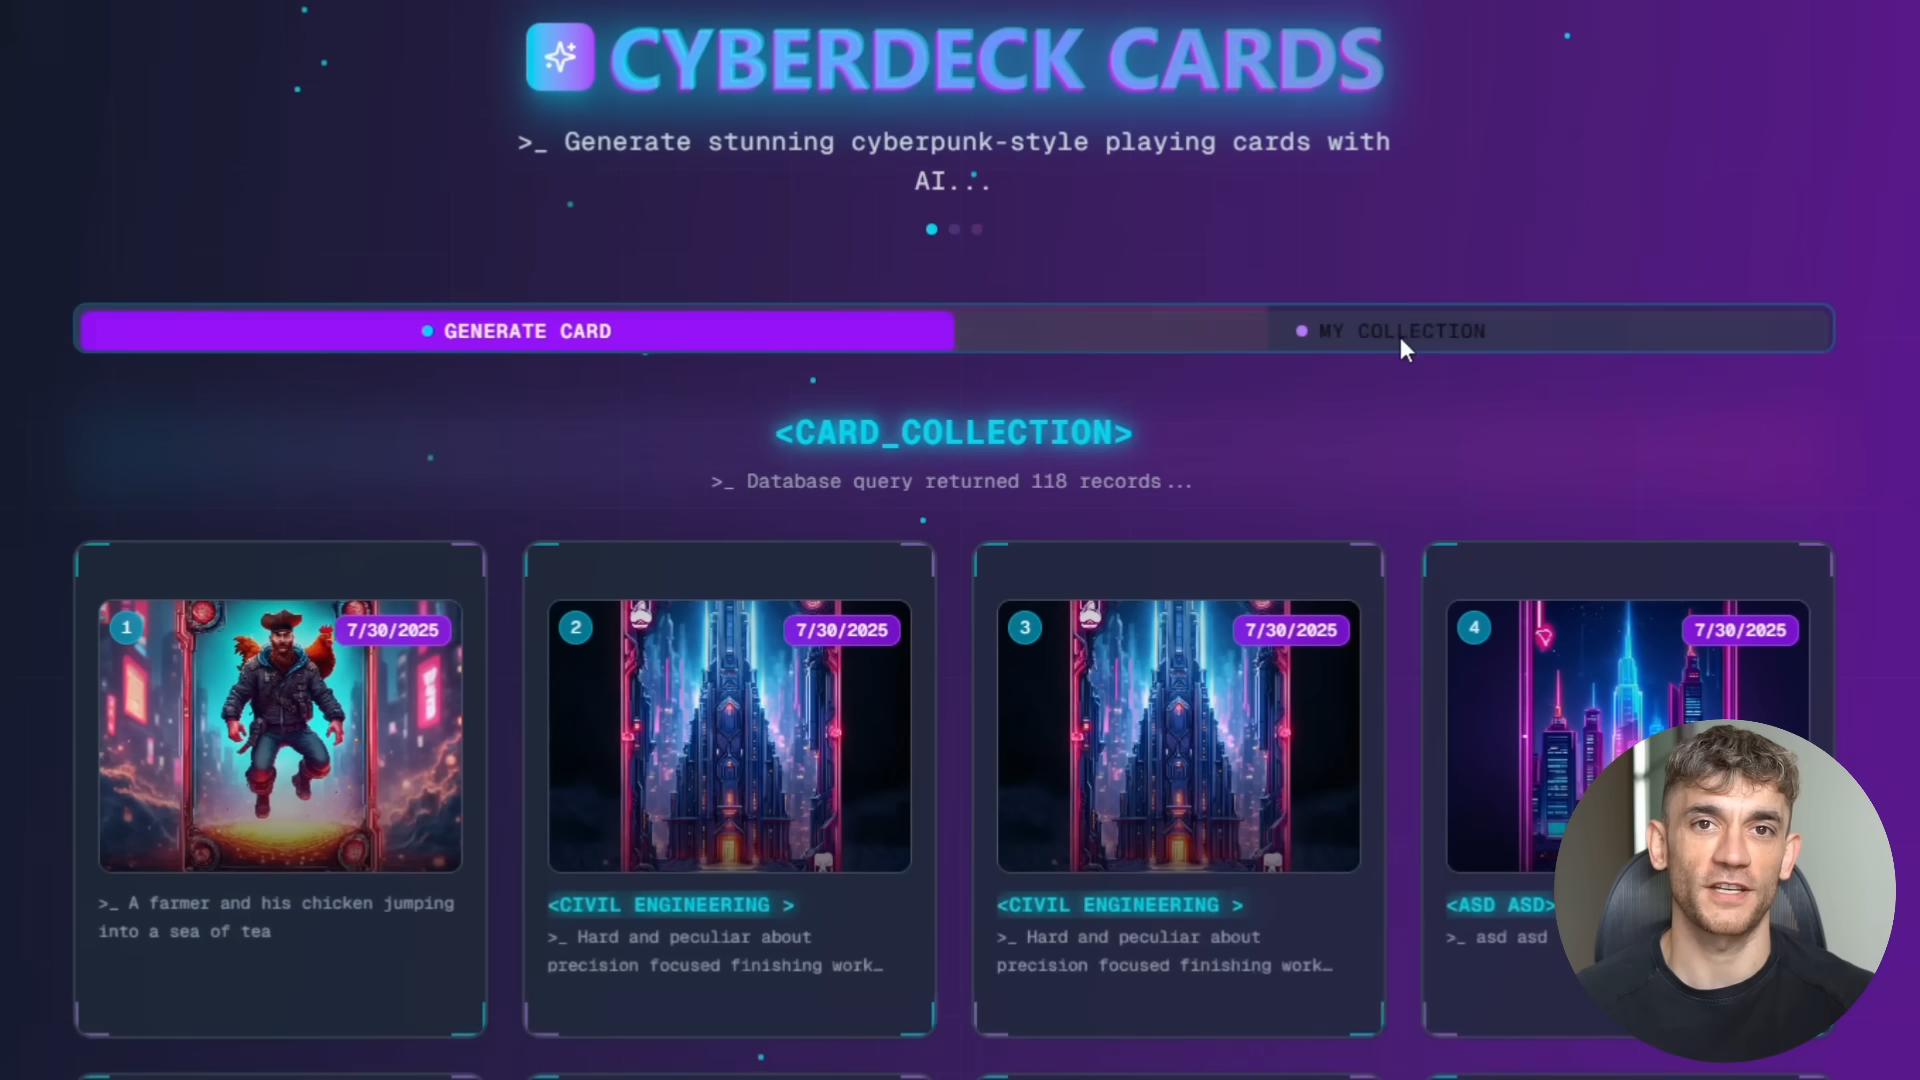 CYBERDECK CARDS
>_ Generate stunning cyberpunk-style playing cards with
AI...
GENERATE CARD
MY COLLECTION
<CARD_COLLECTION>
>_ Database query returned 118 records...
1
7/30/2025
2
7/30/2025
3
7/30/2025
4
7/30/2025
>_ A farmer and his chicken jumping
into a sea of tea
<CIVIL ENGINEERING >
>_ Hard and peculiar about
precision focused finishing work…
<CIVIL ENGINEERING >
>_ Hard and peculiar about
precision focused finishing work…
<ASD ASD>
>_ asd asd